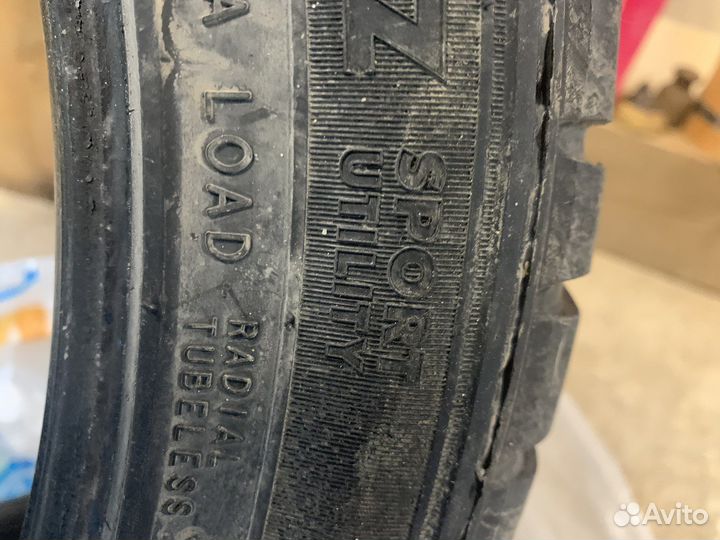 SPORT
UTILITY
A LOAD
RADIAL
TUBELESS
Avito